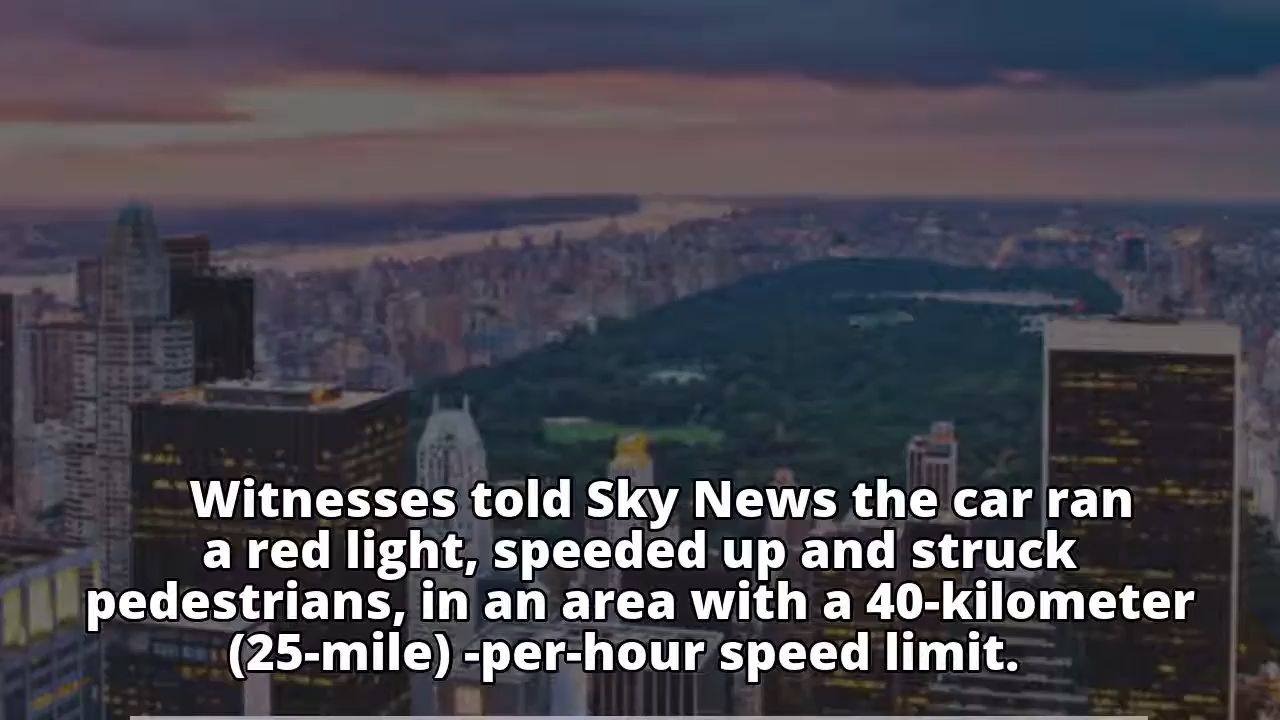 Witnesses told Sky News the car ran
a red light, speeded up and struck
pedestrians, in an area with a 40-kilometer
(25-mile) -per-hour speed limit.